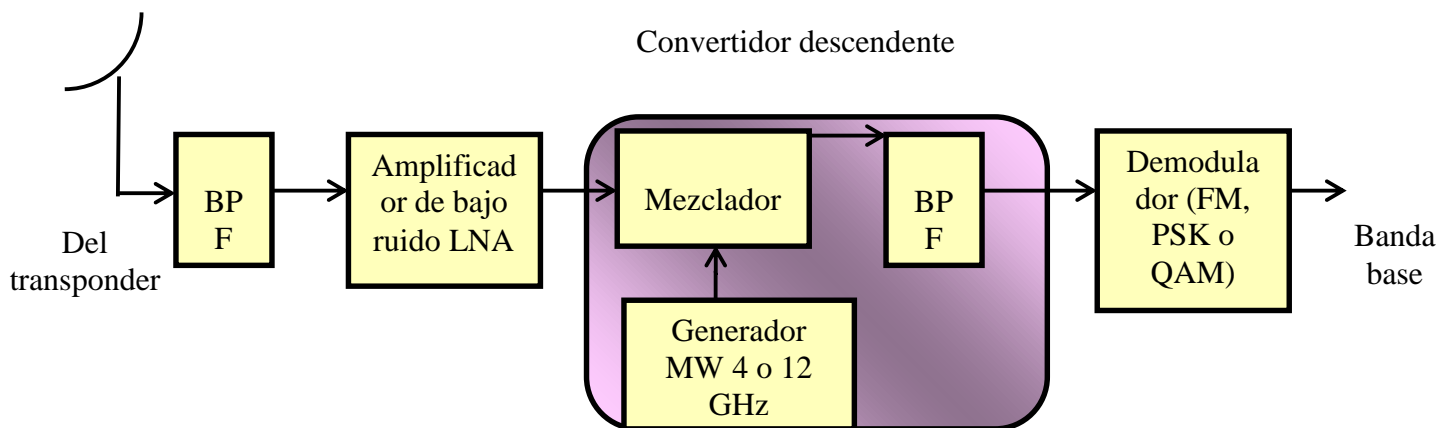 Convertidor descendente
Del
transponder
BP
F
Amplificad
or de bajo
ruido LNA
Mezclador
BP
F
Generador
MW 4 o 12
GHz
Demodula
dor (FM,
PSK o
QAM)
Banda
base